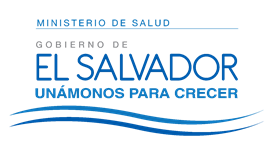 MINISTERIO DE SALUD
GOBIERNO DE
EL SALVADOR
UNÁMONOS PARA CRECER